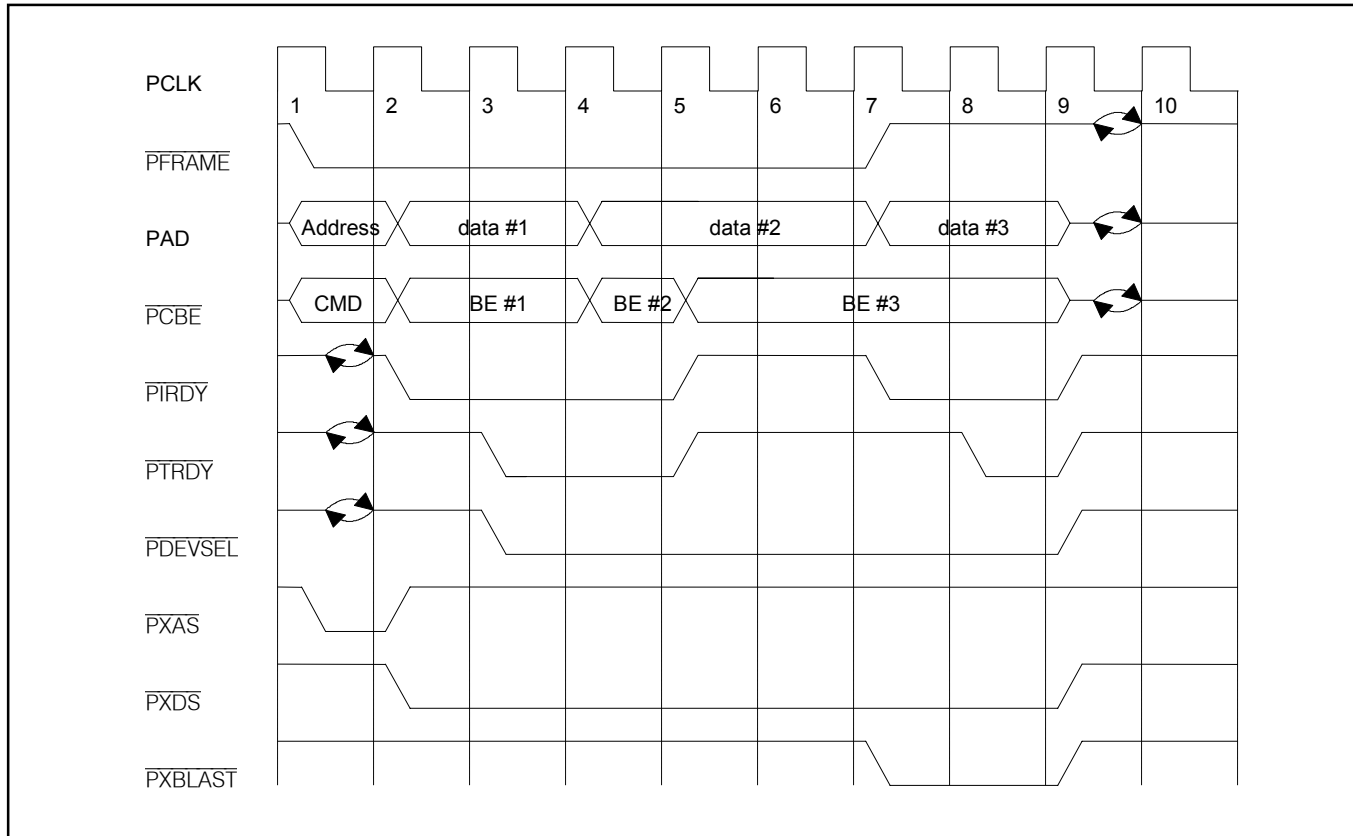 PCLK
1 2 3 4 5 6 7 8 9 10
PFRAME
PAD Address data #1 data #2 data #3
PCBE CMD BE #1 BE #2 BE #3
PIRDY
PTRDY
PDEVSEL
PXAS
PXDS
PXBLAST